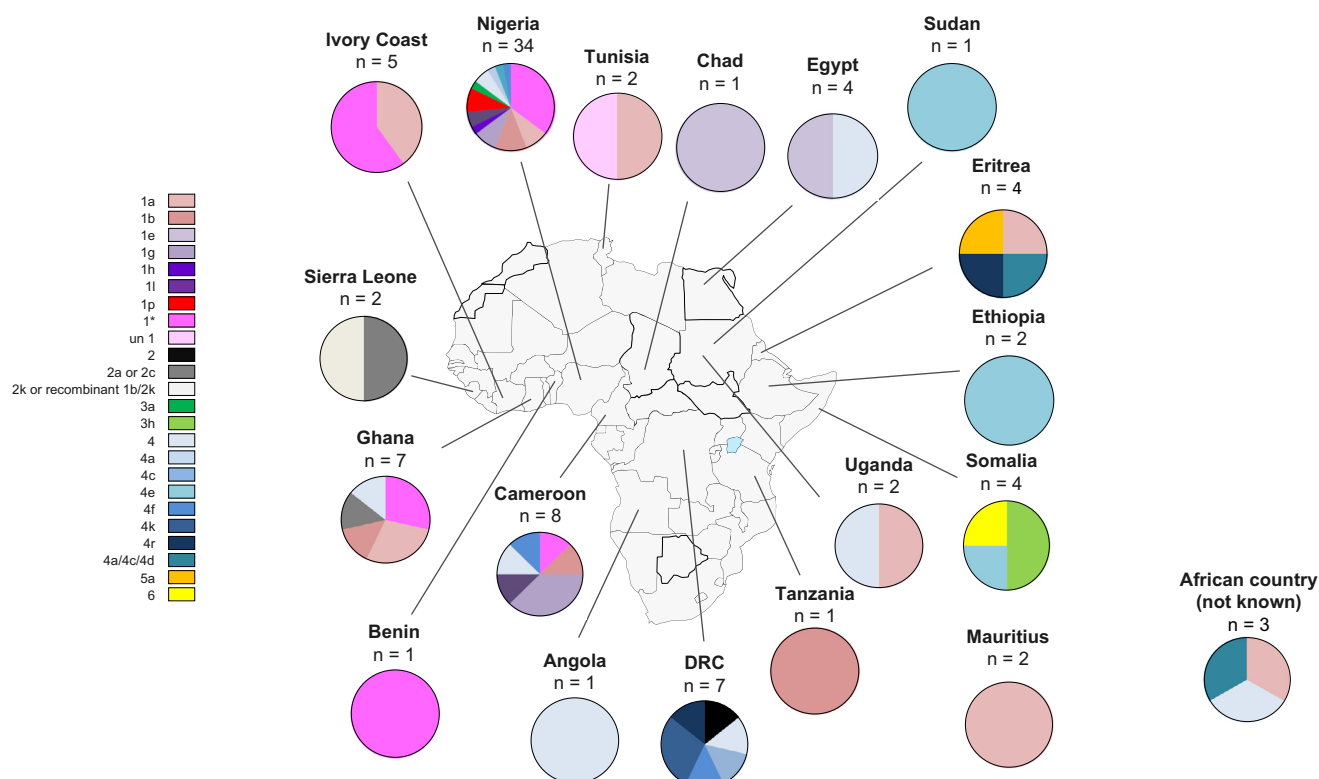 Ivory Coast
n = 5
Nigeria
n = 34
Tunisia
n = 2
Chad
n = 1
Egypt
n = 4
Sudan
n = 1
Eritrea
n = 4
1a
1b
1e
1g
1h
1l
1p
1*
un 1
2
2a or 2c
2k or recombinant 1b/2k
3a
3h
4
4a
4c
4e
4f
4k
4r
4a/4c/4d
5a
6
Sierra Leone
n = 2
Ethiopia
n = 2
Ghana
n = 7
Cameroon
n = 8
Uganda
n = 2
Somalia
n = 4
Benin
n = 1
Angola
n = 1
DRC
n = 7
Tanzania
n = 1
Mauritius
n = 2
African country
(not known)
n = 3